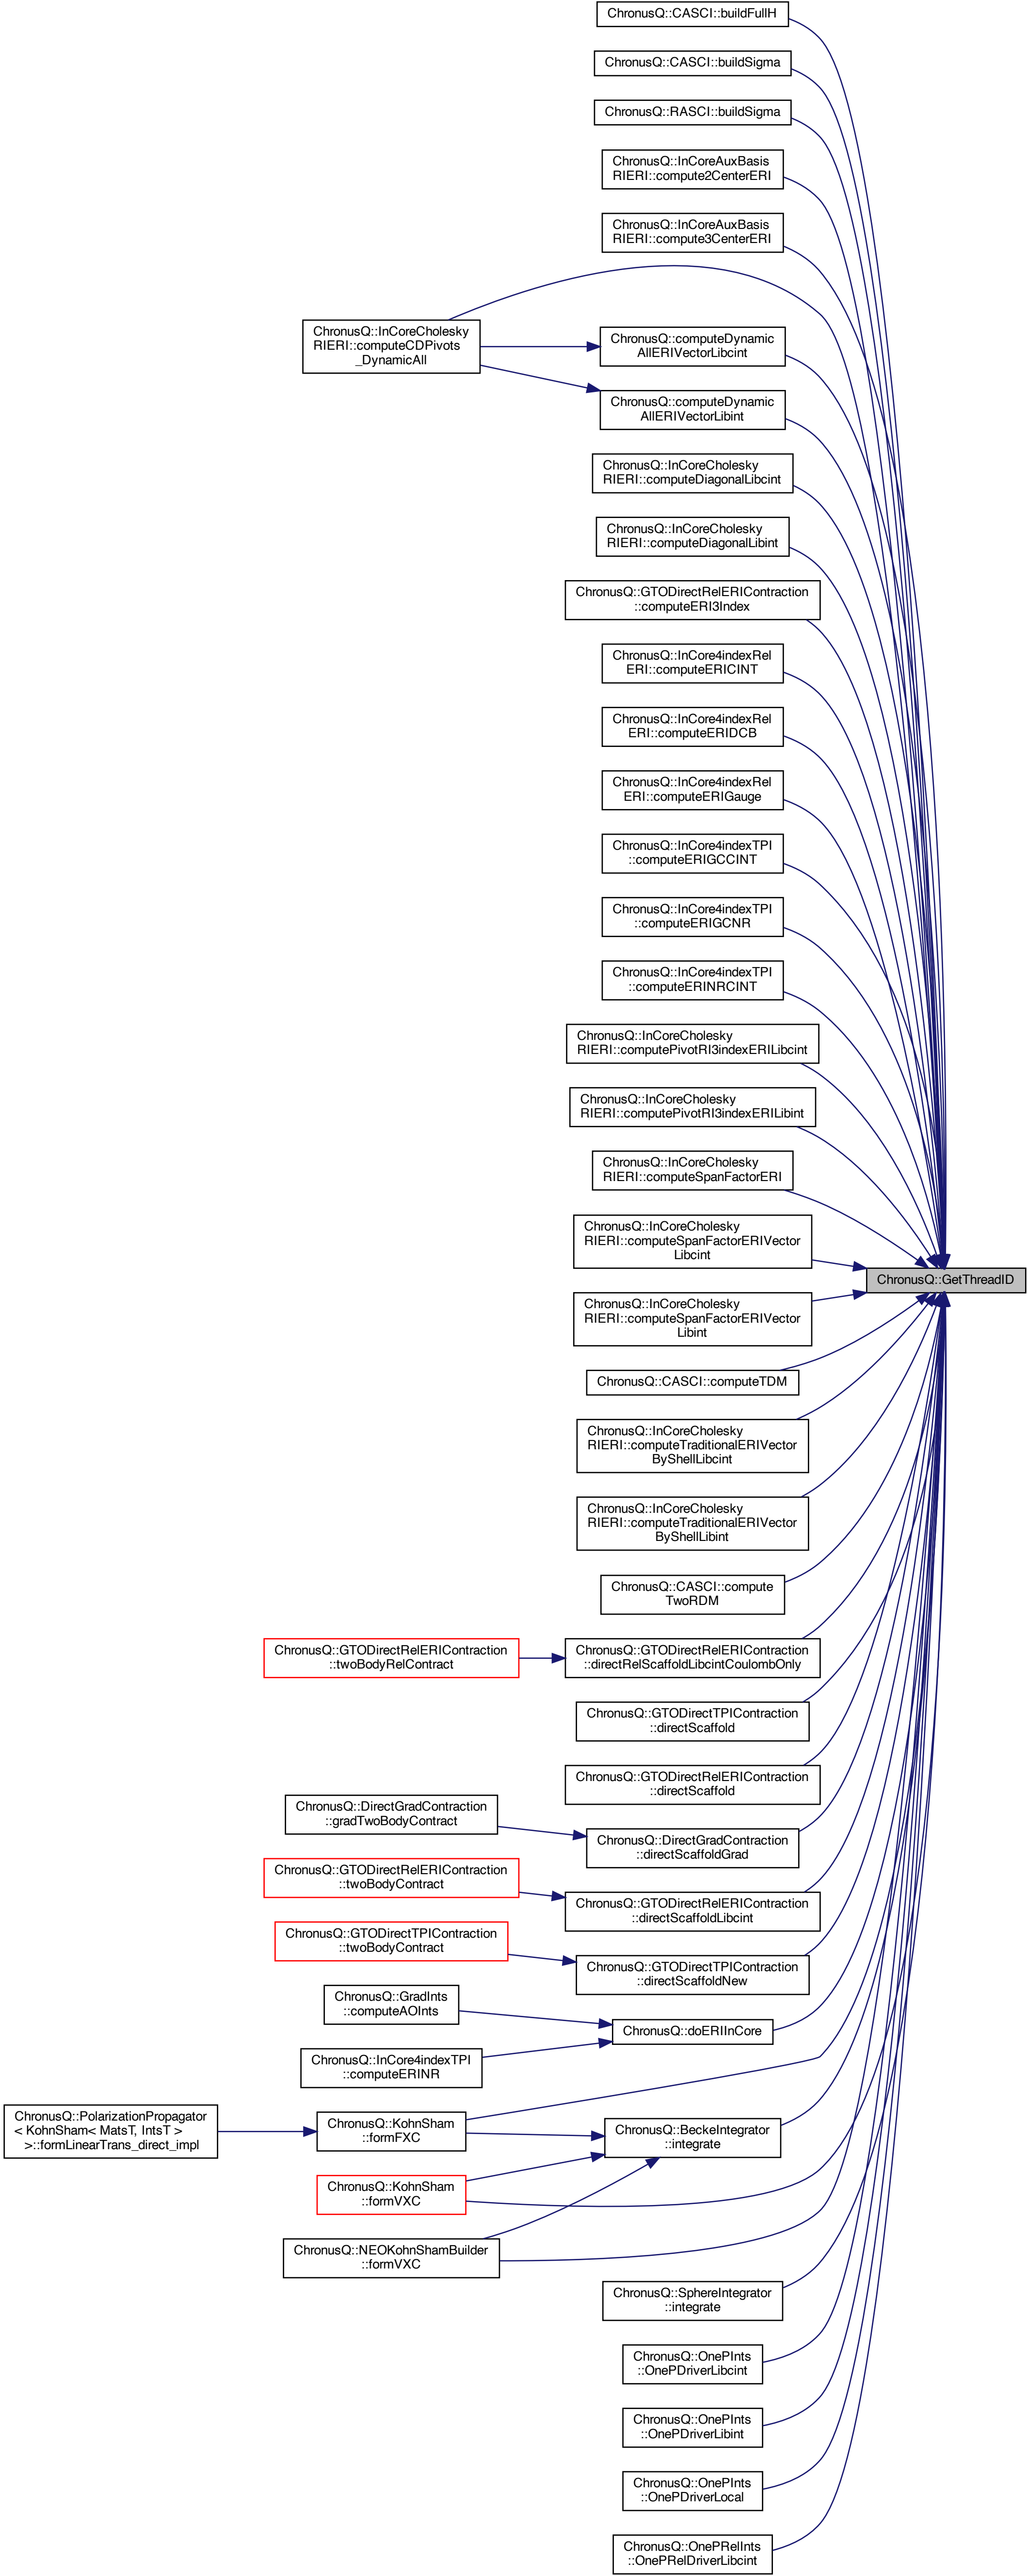 ChronusQ::CASCI::buildFullH
ChronusQ::CASCI::buildSigma
ChronusQ::RASCI::buildSigma
ChronusQ::InCoreAuxBasis
RIERI::compute2CenterERI
ChronusQ::InCoreAuxBasis
RIERI::compute3CenterERI
ChronusQ::InCoreCholesky
RIERI::computeCDPivots
_DynamicAll
ChronusQ::computeDynamic
AllERIVectorLibcint
ChronusQ::computeDynamic
AllERIVectorLibint
ChronusQ::InCoreCholesky
RIERI::computeDiagonalLibcint
ChronusQ::InCoreCholesky
RIERI::computeDiagonalLibint
ChronusQ::GTODirectRelERIContraction
::computeERI3Index
ChronusQ::InCore4indexRel
ERI::computeERICINT
ChronusQ::InCore4indexRel
ERI::computeERIDCB
ChronusQ::InCore4indexRel
ERI::computeERIGauge
ChronusQ::InCore4indexTPI
::computeERIGCCINT
ChronusQ::InCore4indexTPI
::computeERIGCNR
ChronusQ::InCore4indexTPI
::computeERINRCINT
ChronusQ::InCoreCholesky
RIERI::computePivotRI3indexERILibcint
ChronusQ::InCoreCholesky
RIERI::computePivotRI3indexERILibint
ChronusQ::InCoreCholesky
RIERI::computeSpanFactorERI
ChronusQ::InCoreCholesky
RIERI::computeSpanFactorERIVector
Libcint
ChronusQ::GetThreadID
ChronusQ::InCoreCholesky
RIERI::computeSpanFactorERIVector
Libint
ChronusQ::CASCI::computeTDM
ChronusQ::InCoreCholesky
RIERI::computeTraditionalERIVector
ByShellLibcint
ChronusQ::InCoreCholesky
RIERI::computeTraditionalERIVector
ByShellLibint
ChronusQ::CASCI::compute
TwoRDM
ChronusQ::GTODirectRelERIContraction
::twoBodyRelContract
ChronusQ::GTODirectRelERIContraction
::directRelScaffoldLibcintCoulombOnly
ChronusQ::GTODirectTPIContraction
::directScaffold
ChronusQ::GTODirectRelERIContraction
::directScaffold
ChronusQ::DirectGradContraction
::gradTwoBodyContract
ChronusQ::DirectGradContraction
::directScaffoldGrad
ChronusQ::GTODirectRelERIContraction
::twoBodyContract
ChronusQ::GTODirectRelERIContraction
::directScaffoldLibcint
ChronusQ::GTODirectTPIContraction
::twoBodyContract
ChronusQ::GTODirectTPIContraction
::directScaffoldNew
ChronusQ::GradInts
::computeAOInts
ChronusQ::doERIInCore
ChronusQ::InCore4indexTPI
::computeERINR
ChronusQ::PolarizationPropagator
< KohnSham< MatsT, IntsT >
>::formLinearTrans_direct_impl
ChronusQ::KohnSham
::formFXC
ChronusQ::BeckeIntegrator
::integrate
ChronusQ::KohnSham
::formVXC
ChronusQ::NEOKohnShamBuilder
::formVXC
ChronusQ::SphereIntegrator
::integrate
ChronusQ::OnePInts
::OnePDriverLibcint
ChronusQ::OnePInts
::OnePDriverLibint
ChronusQ::OnePInts
::OnePDriverLocal
ChronusQ::OnePRelInts
::OnePRelDriverLibcint